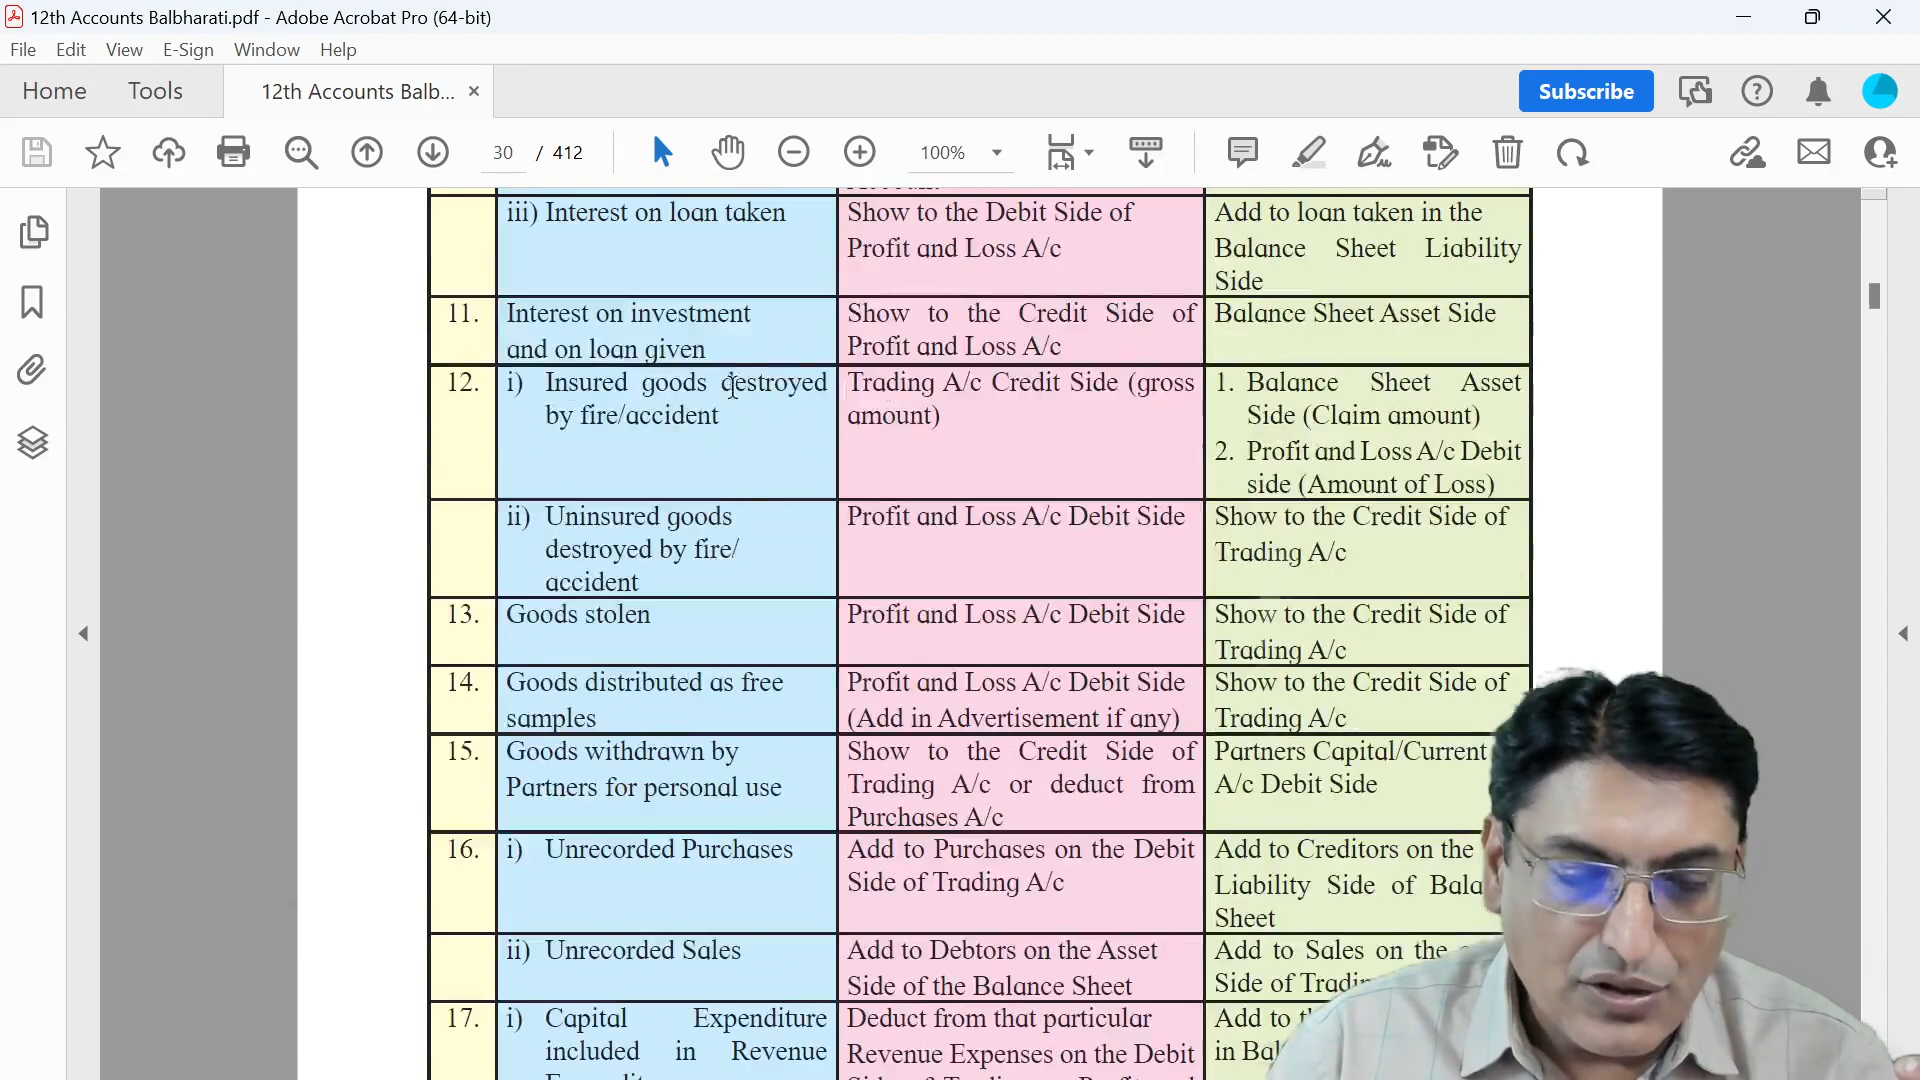 12th Accounts Balbharati.pdf - Adobe Acrobat Pro (64-bit)
File Edit View E-Sign Window Help
Home Tools 12th Accounts Balb... × Subscribe
30 / 412 100%
iii) Interest on loan taken
Show to the Debit Side of
Profit and Loss A/c
Add to loan taken in the
Balance Sheet Liability
Side
11. Interest on investment
and on loan given
Show to the Credit Side of
Profit and Loss A/c
Balance Sheet Asset Side
12. i) Insured goods destroyed
by fire/accident
Trading A/c Credit Side (gross
amount)
1. Balance Sheet Asset
Side (Claim amount)
2. Profit and Loss A/c Debit
side (Amount of Loss)
ii) Uninsured goods
destroyed by fire/
accident
Profit and Loss A/c Debit Side
Show to the Credit Side of
Trading A/c
13. Goods stolen
Profit and Loss A/c Debit Side
Show to the Credit Side of
Trading A/c
14. Goods distributed as free
samples
Profit and Loss A/c Debit Side
(Add in Advertisement if any)
Show to the Credit Side of
Trading A/c
15. Goods withdrawn by
Partners for personal use
Show to the Credit Side of
Trading A/c or deduct from
Purchases A/c
Partners Capital/Current
A/c Debit Side
16. i) Unrecorded Purchases
Add to Purchases on the Debit
Side of Trading A/c
Add to Creditors on the
Liability Side of
Sheet
ii) Unrecorded Sales
Add to Debtors on the Asset
Side of the Balance Sheet
Add to Sales on the
Side of
17. i) Capital Expenditure
included in Revenue
Deduct from that particular
Revenue Expenses on the Debit
Add to
in